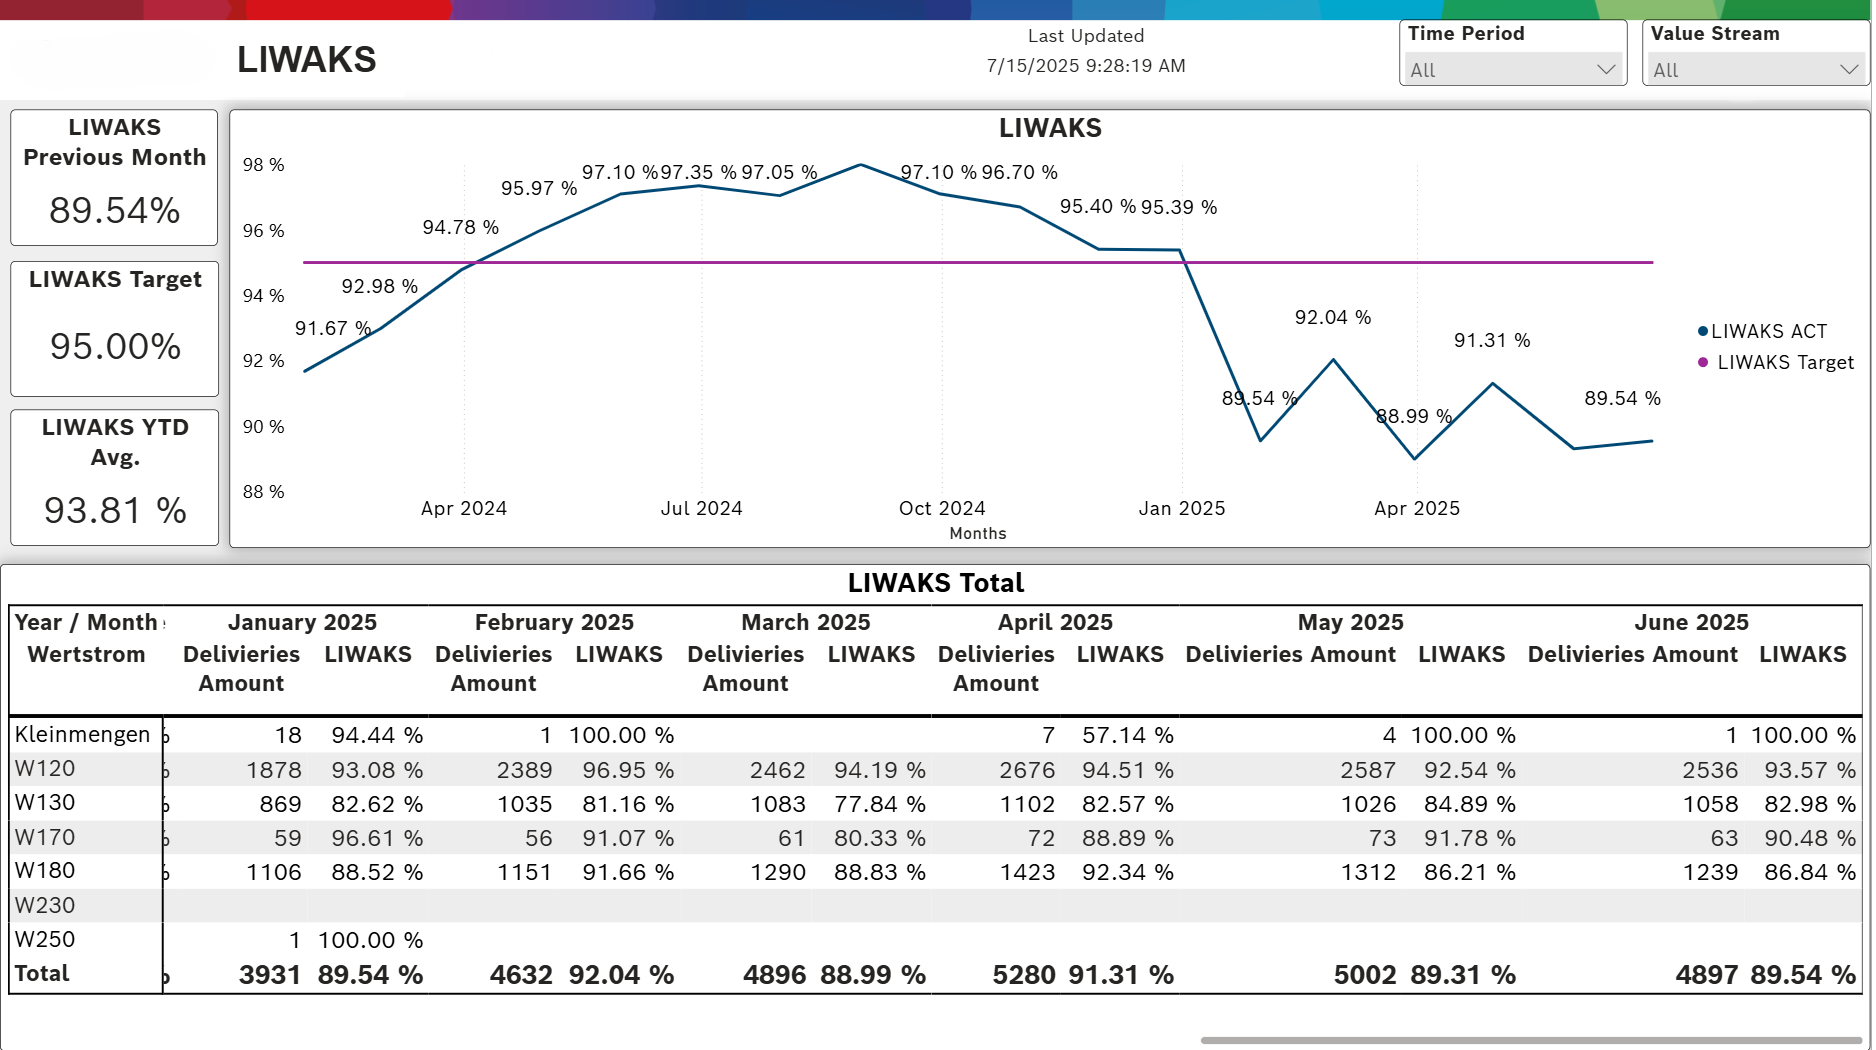 LIWAKS
Last Updated
7/15/2025 9:28:19 AM
Time Period
All
Value Stream
All
LIWAKS
Previous Month
89.54%
LIWAKS Target
95.00%
LIWAKS YTD
Avg.
93.81 %
LIWAKS
98 %
96 %
94 %
92 %
90 %
88 %
91.67 %
92.98 %
94.78 %
95.97 %
97.10 %
97.35 %
97.05 %
97.10 %
96.70 %
95.40 %
95.39 %
89.54 %
92.04 %
88.99 %
91.31 %
89.54 %
Apr 2024
Jul 2024
Oct 2024
Jan 2025
Apr 2025
Months
LIWAKS ACT
LIWAKS Target
LIWAKS Total
Year / Month January 2025 February 2025 March 2025 April 2025 May 2025 June 2025
Wertstrom Delivieries Amount LIWAKS Delivieries Amount LIWAKS Delivieries Amount LIWAKS Delivieries Amount LIWAKS Delivieries Amount LIWAKS Delivieries Amount LIWAKS
Kleinmengen 18 94.44 % 1 100.00 % 7 57.14 % 4 100.00 % 1 100.00 %
W120 1878 93.08 % 2389 96.95 % 2462 94.19 % 2676 94.51 % 2587 92.54 % 2536 93.57 %
W130 869 82.62 % 1035 81.16 % 1083 77.84 % 1102 82.57 % 1026 84.89 % 1058 82.98 %
W170 59 96.61 % 56 91.07 % 61 80.33 % 72 88.89 % 73 91.78 % 63 90.48 %
W180 1106 88.52 % 1151 91.66 % 1290 88.83 % 1423 92.34 % 1312 86.21 % 1239 86.84 %
W230
W250 1 100.00 %
Total 3931 89.54 % 4632 92.04 % 4896 88.99 % 5280 91.31 % 5002 89.31 % 4897 89.54 %